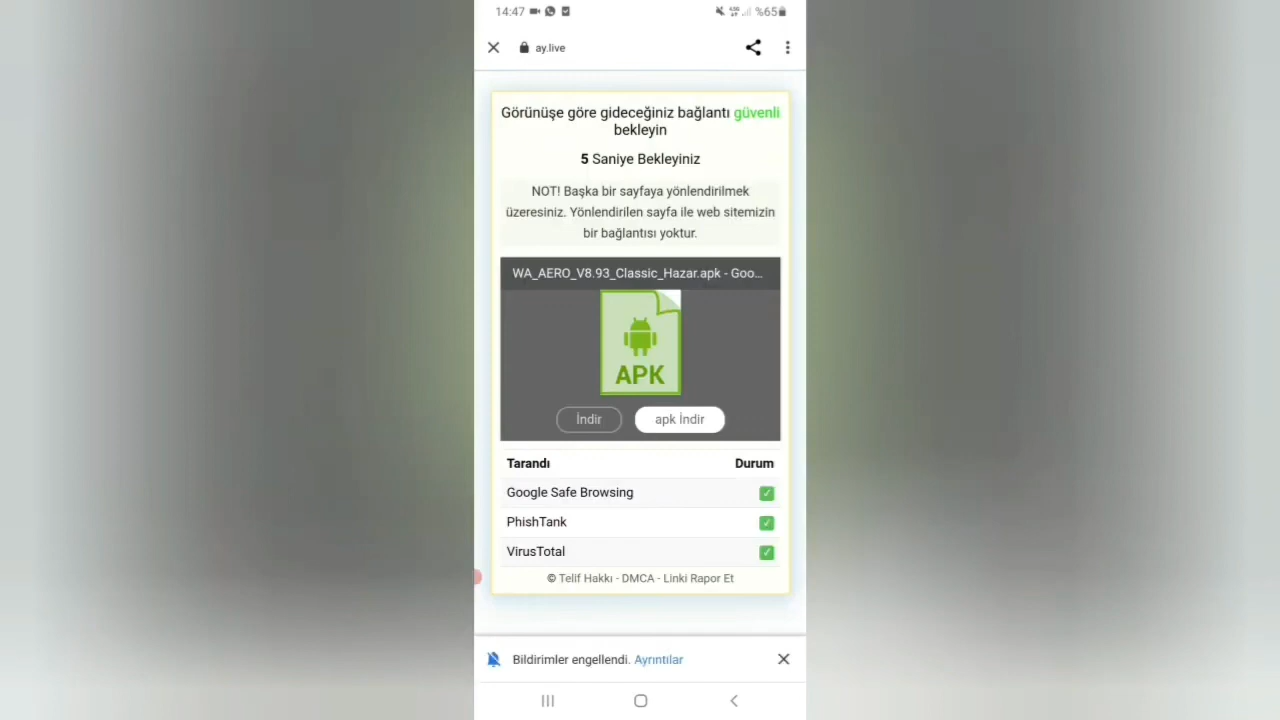 14:47
%65
ay.live
Görünüşe göre gideceğiniz bağlantı güvenli
bekleyin
5 Saniye Bekleyiniz
NOT! Başka bir sayfaya yönlendirilmek
üzeresiniz. Yönlendirilen sayfa ile web sitemizin
bir bağlantısı yoktur.
WA_AERO_V8.93_Classic_Hazar.apk - Goo...
APK
İndir
apk İndir
Tarandı Durum
Google Safe Browsing
PhishTank
VirusTotal
© Telif Hakkı - DMCA - Linki Rapor Et
Bildirimler engellendi. Ayrıntılar